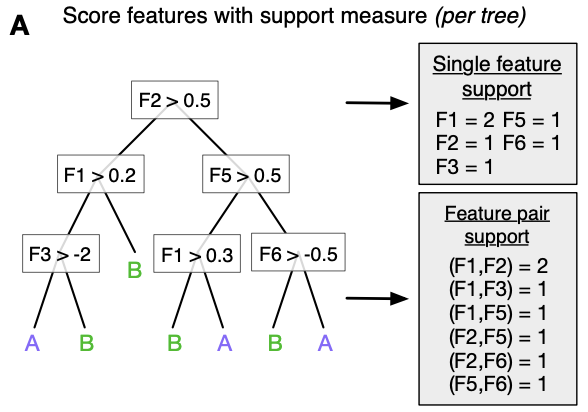 A
Score features with support measure (per tree)
F2 > 0.5
F1 > 0.2
F5 > 0.5
F3 > -2
B
F1 > 0.3
F6 > -0.5
A
B
B
A
B
A
Single feature
support
F1 = 2 F5 = 1
F2 = 1 F6 = 1
F3 = 1
Feature pair
support
(F1,F2) = 2
(F1,F3) = 1
(F1,F5) = 1
(F2,F5) = 1
(F2,F6) = 1
(F5,F6) = 1